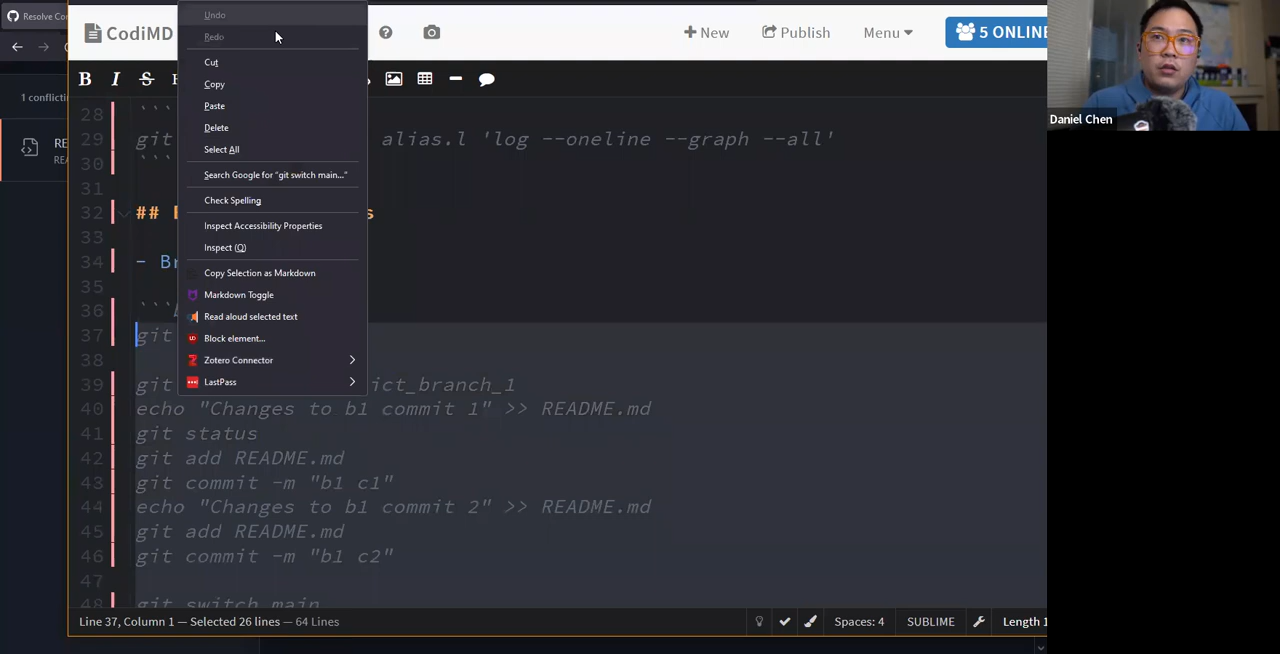 Resolve Co
CodiMD
New
Publish
Menu
5 ONLINE
1 conflictin
RE
REA
B I S H
Undo
Redo
Cut
Copy
Paste
Delete
Select All
Search Google for “git switch main...”
Check Spelling
Inspect Accessibility Properties
Inspect (Q)
Copy Selection as Markdown
Markdown Toggle
Read aloud selected text
Block element...
Zotero Connector
LastPass
28 ```
29 git alias.l 'log --oneline --graph --all'
30 ```
31
32 ## s
33
34 - Br
35
36 ```
37 git
38
39 git ict_branch_1
40 echo "Changes to b1 commit 1" >> README.md
41 git status
42 git add README.md
43 git commit -m "b1 c1"
44 echo "Changes to b1 commit 2" >> README.md
45 git add README.md
46 git commit -m "b1 c2"
47
48 git switch main
Line 37, Column 1 — Selected 26 lines — 64 Lines
Spaces: 4
SUBLIME
Length 1
Daniel Chen